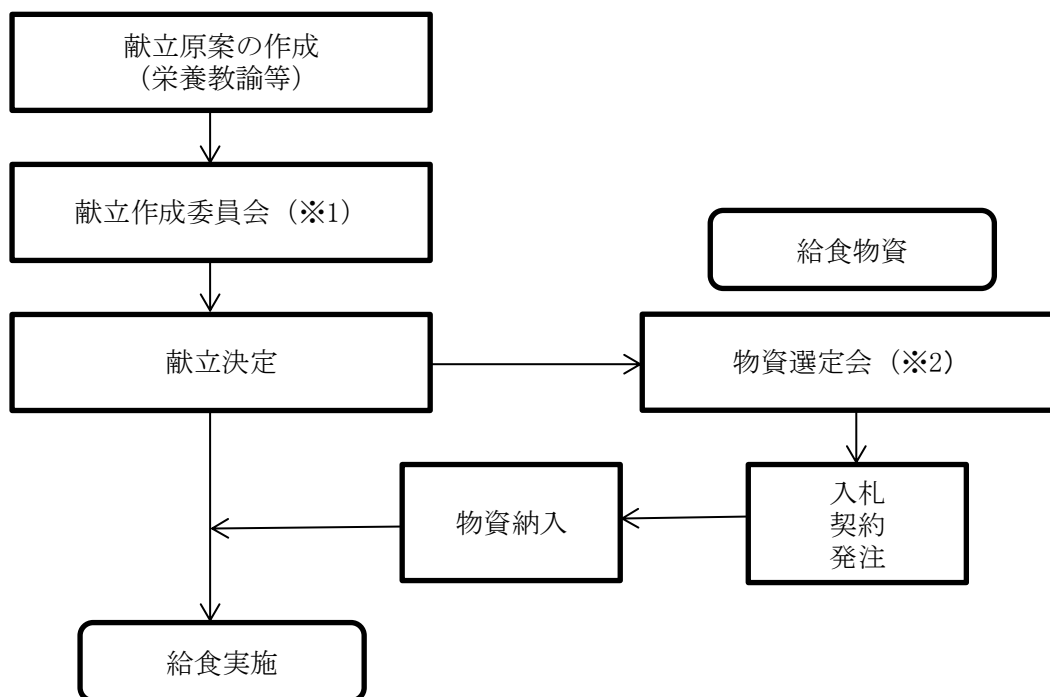 献立原案の作成
（栄養教諭等）
献立作成委員会（※1）
給食物資
献立決定
物資選定会（※2）
物資納入
入札
契約
発注
給食実施